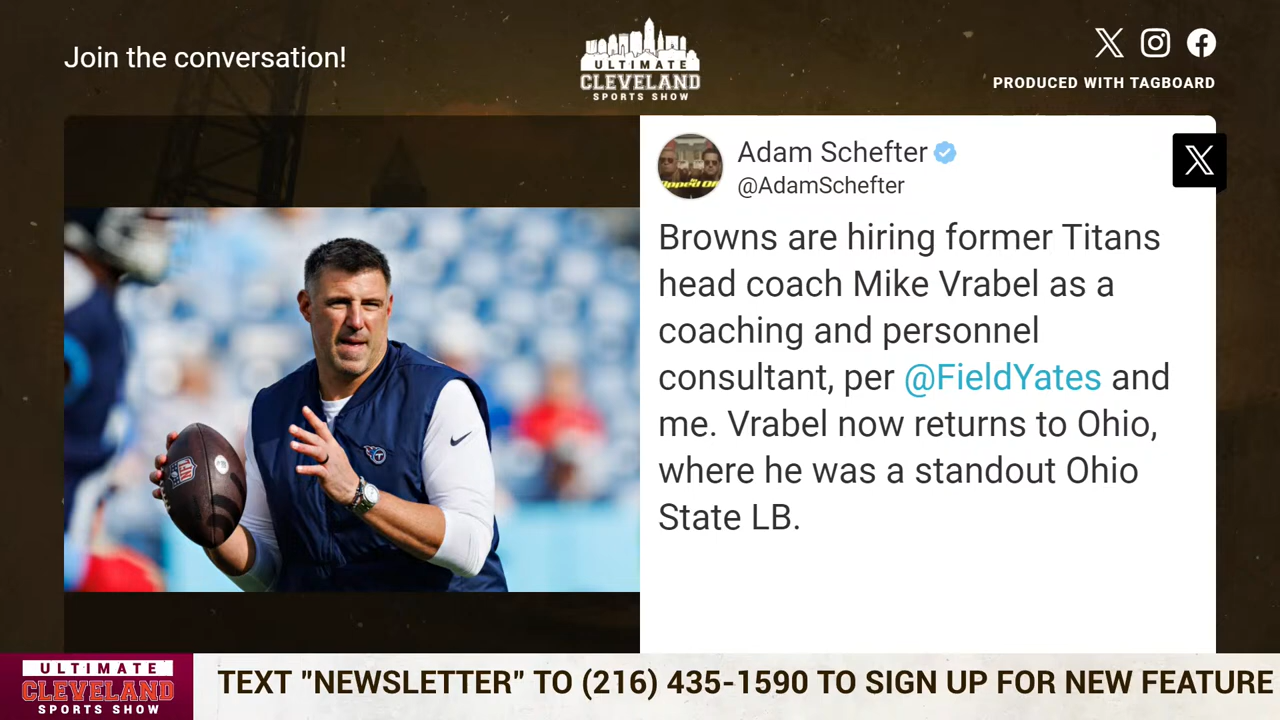 Join the conversation!
ULTIMATE
CLEVELAND
SPORTS SHOW
PRODUCED WITH TAGBOARD
Adam Schefter
@AdamSchefter
Browns are hiring former Titans
head coach Mike Vrabel as a
coaching and personnel
consultant, per @FieldYates and
me. Vrabel now returns to Ohio,
where he was a standout Ohio
State LB.
NFL
ULTIMATE
CLEVELAND
SPORTS SHOW
TEXT "NEWSLETTER" TO (216) 435-1590 TO SIGN UP FOR NEW FEATURE